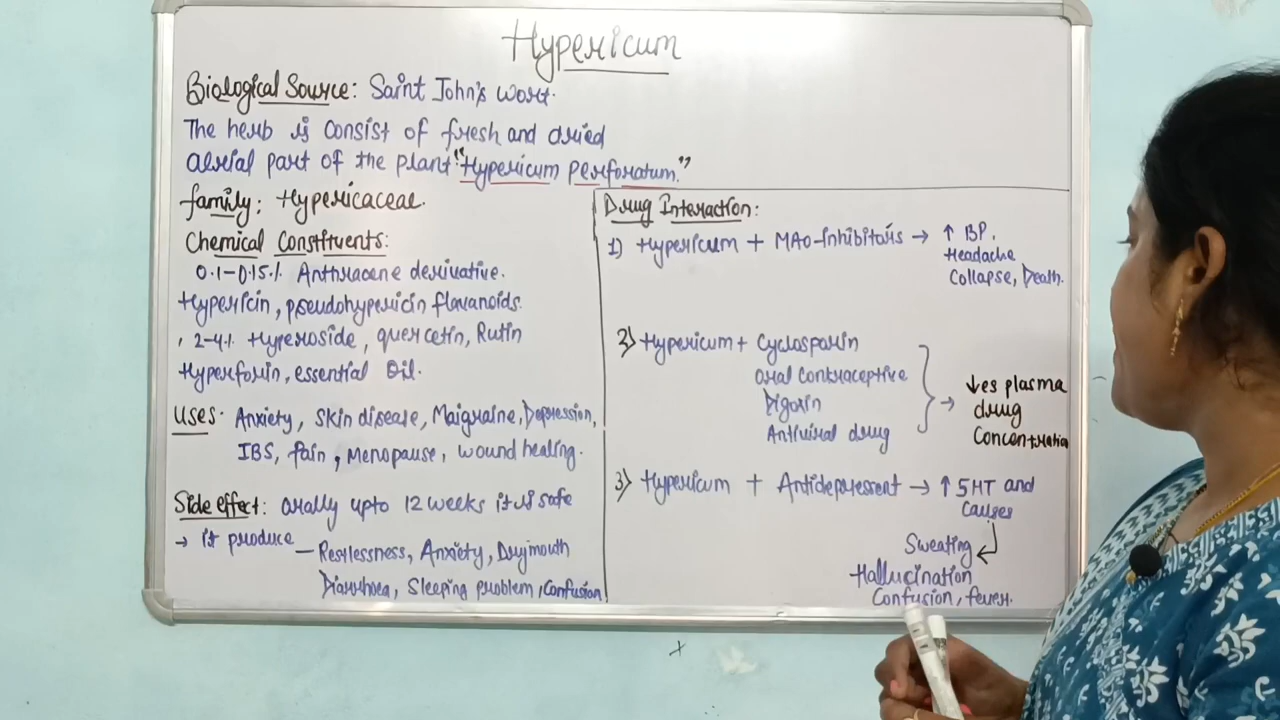 Hypericum
Biological Source: Saint John's wort.
The herb is consist of fresh and dried
aerial part of the plant "Hypericum perforatum."
family: Hypericaceae.
Chemical Constituents:
0.1-0.15% Anthracene derivative.
Hypericin, pseudohypericin flavanoids.
2-4% Hyperoside, quercetin, Rutin
Hyperforin, essential Oil.
Uses: Anxiety, Skin disease, Maigraine, Depression,
IBS, Pain, Menopause, wound healing.
Side effect: orally upto 12 weeks it is safe
→ it produce – Restlessness, Anxiety, Drymouth
Diarrhoea, Sleeping problem, Confusion
Drug Interaction:
1) Hypericum + MAO-inhibitors → ↑ BP.
Headache
Collapse, Death.
2) Hypericum + Cyclosporin
oral contraceptive
Digoxin
Antiviral drug
→ ↓es plasma
drug
Concentration
3) Hypericum + Antidepressent → ↑ 5HT and
causes
Sweating
Hallucination
Confusion, fever.